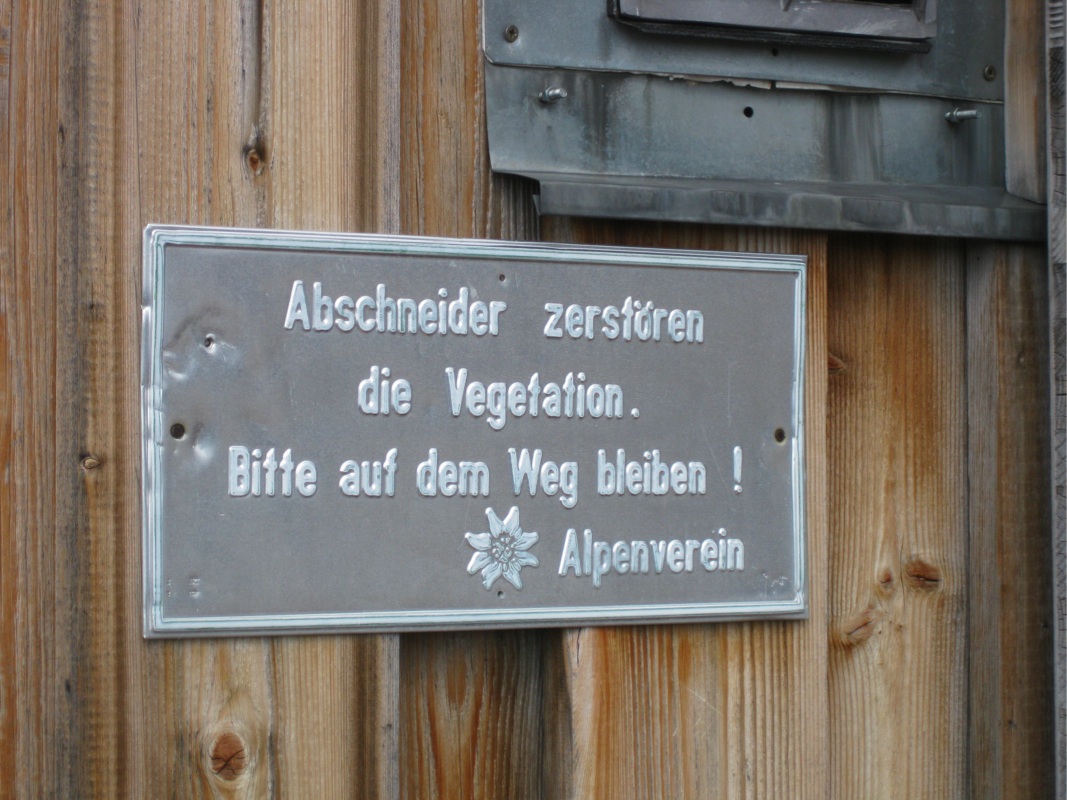 Abschneider zerstören
die Vegetation.
Bitte auf dem Weg bleiben !
Alpenverein